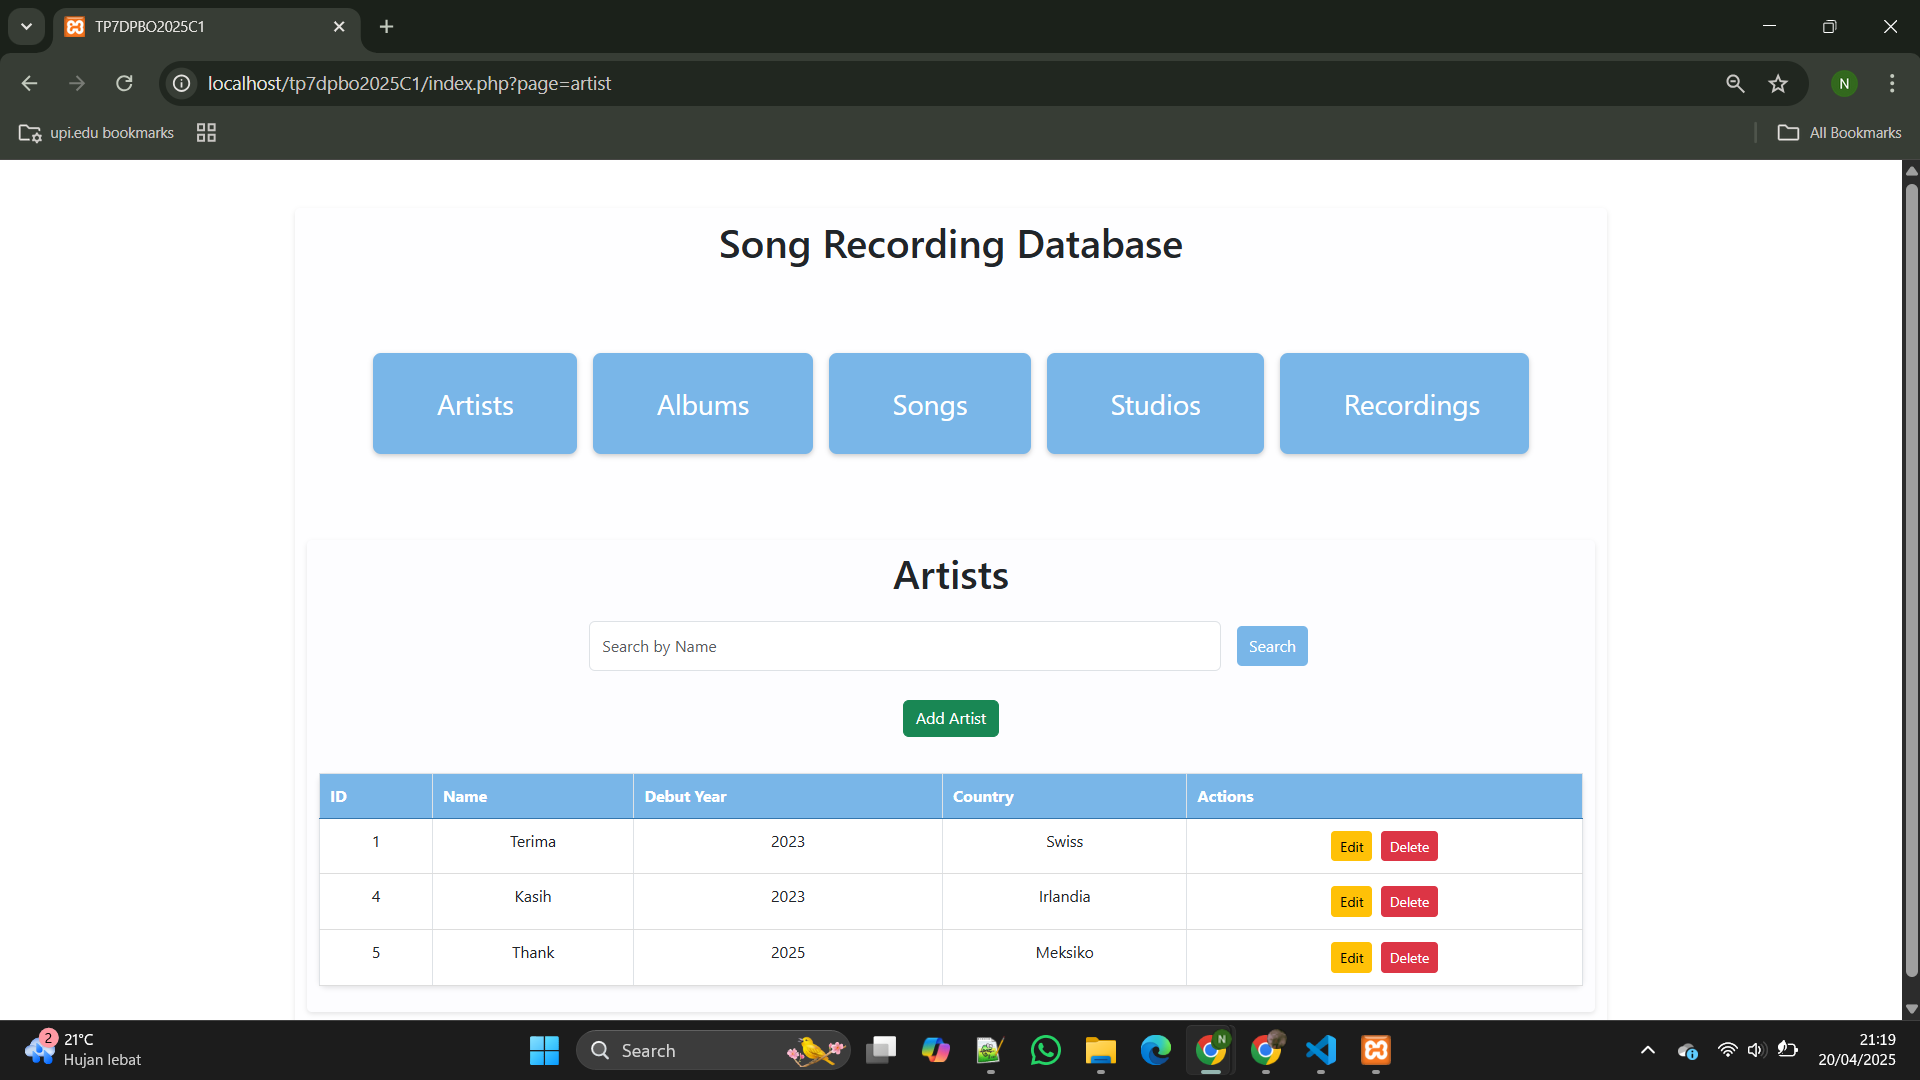 TP7DPBO2025C1
localhost/tp7dpbo2025C1/index.php?page=artist
N
upi.edu bookmarks
All Bookmarks
Song Recording Database
Artists Albums Songs Studios Recordings
Artists
Search by Name Search
Add Artist
ID Name Debut Year Country Actions
1 Terima 2023 Swiss Edit Delete
4 Kasih 2023 Irlandia Edit Delete
5 Thank 2025 Meksiko Edit Delete
2 21°C
Hujan lebat
Search
N
21:19
20/04/2025